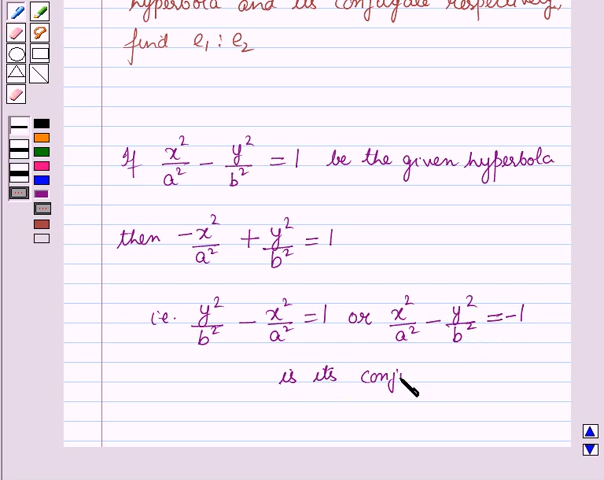 hyperbola and its conjugate respectively,
find e₁ : e₂
If x²/a² - y²/b² = 1 be the given hyperbola
then -x²/a² + y²/b² = 1
i.e. y²/b² - x²/a² = 1 or x²/a² - y²/b² = -1
is its conj